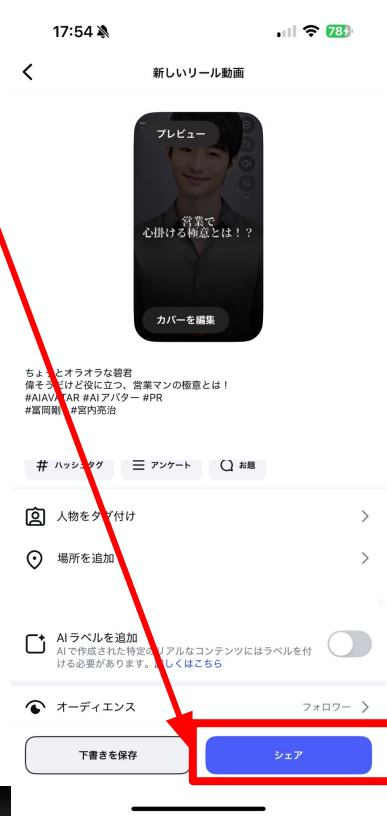 17:54
78
新しいリール動画
プレビュー
営業で
心掛ける極意とは！？
カバーを編集
ちょっとオラオラな碧君
偉そうだけど役に立つ、営業マンの極意とは！
#AIAVATAR #AIアバター #PR
#冨岡剛 #宮内亮治
# ハッシュタグ
アンケート
お題
人物をタグ付け
場所を追加
AI ラベルを追加
AIで作成された特定のリアルなコンテンツにはラベルを付
ける必要があります。詳しくはこちら
オーディエンス
フォロワー
下書きを保存
シェア